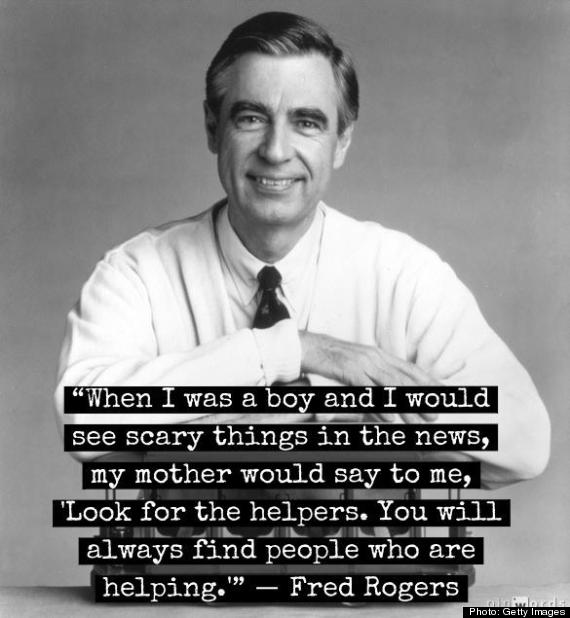 “When I was a boy and I would
see scary things in the news,
my mother would say to me,
'Look for the helpers. You will
always find people who are
helping.'” — Fred Rogers
Photo: Getty Images